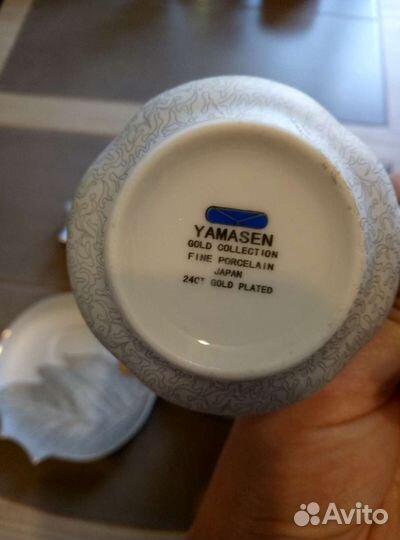 YAMASEN
GOLD COLLECTION
FINE PORCELAIN
JAPAN
24CT GOLD PLATED
Avito